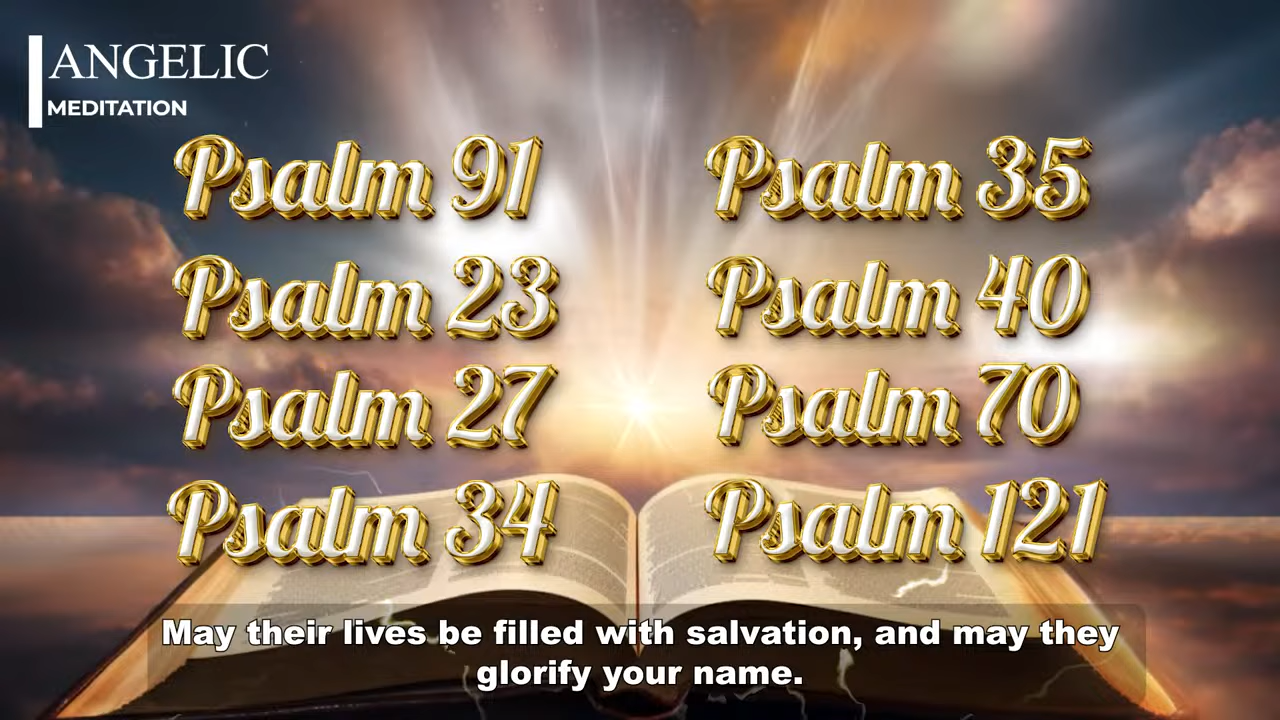 ANGELIC
MEDITATION
Psalm 91
Psalm 23
Psalm 27
Psalm 34
Psalm 35
Psalm 40
Psalm 70
Psalm 121
May their lives be filled with salvation, and may they
glorify your name.